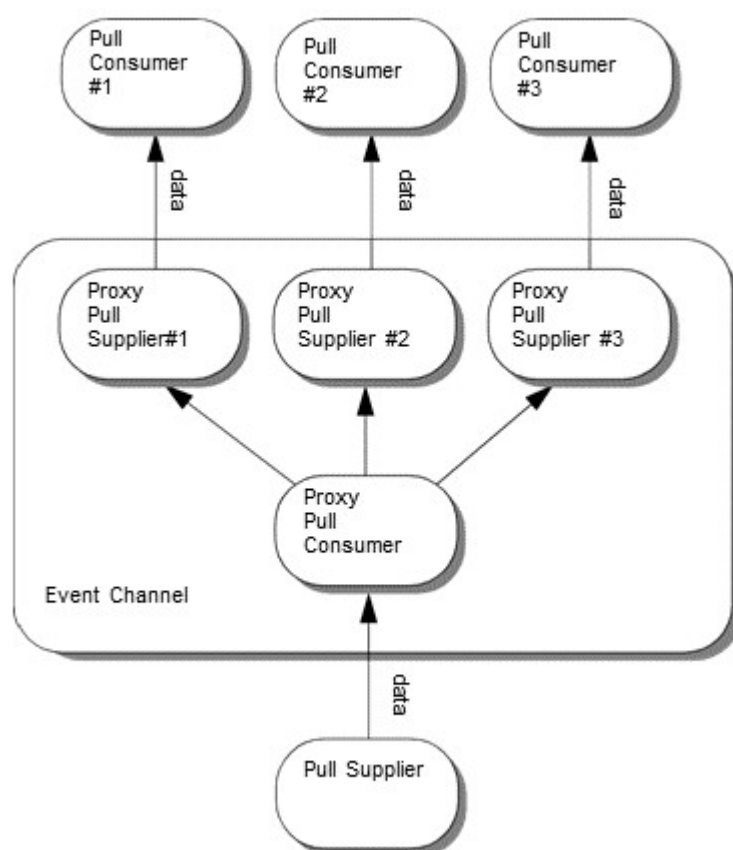 Pull
Consumer
#1
Pull
Consumer
#2
Pull
Consumer
#3
data
data
data
Proxy
Pull
Supplier#1
Proxy
Pull
Supplier #2
Proxy
Pull
Supplier #3
Proxy
Pull
Consumer
Event Channel
data
Pull Supplier